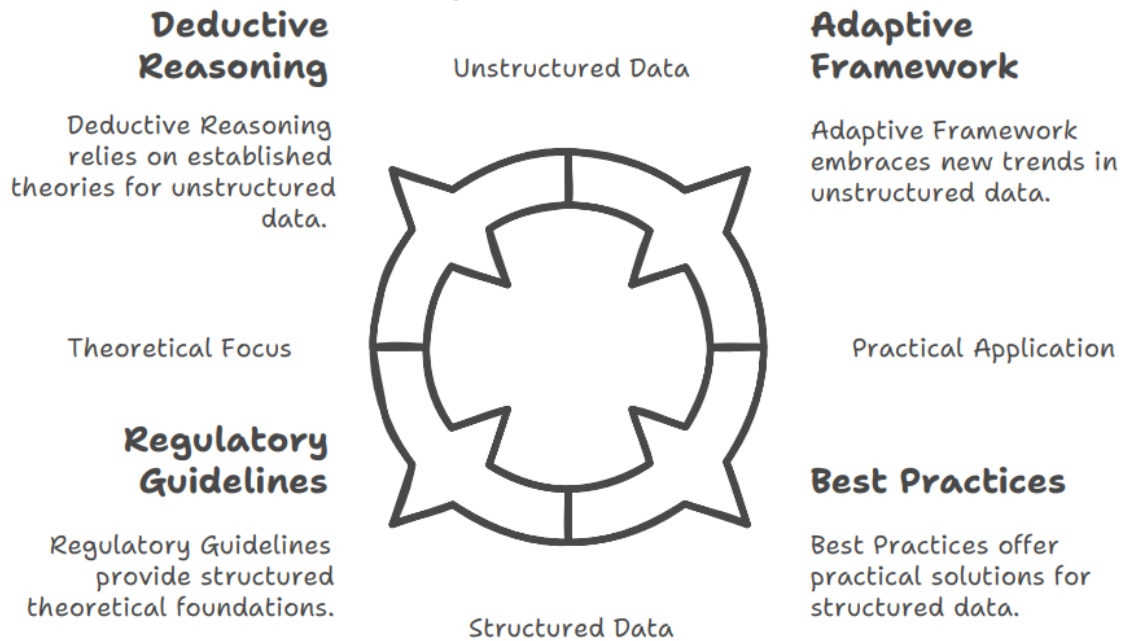 Deductive
Reasoning
Deductive Reasoning
relies on established
theories for unstructured
data.
Unstructured Data
Adaptive
Framework
Adaptive Framework
embraces new trends in
unstructured data.
Theoretical Focus
Practical Application
Regulatory
Guidelines
Regulatory Guidelines
provide structured
theoretical foundations.
Structured Data
Best Practices
Best Practices offer
practical solutions for
structured data.